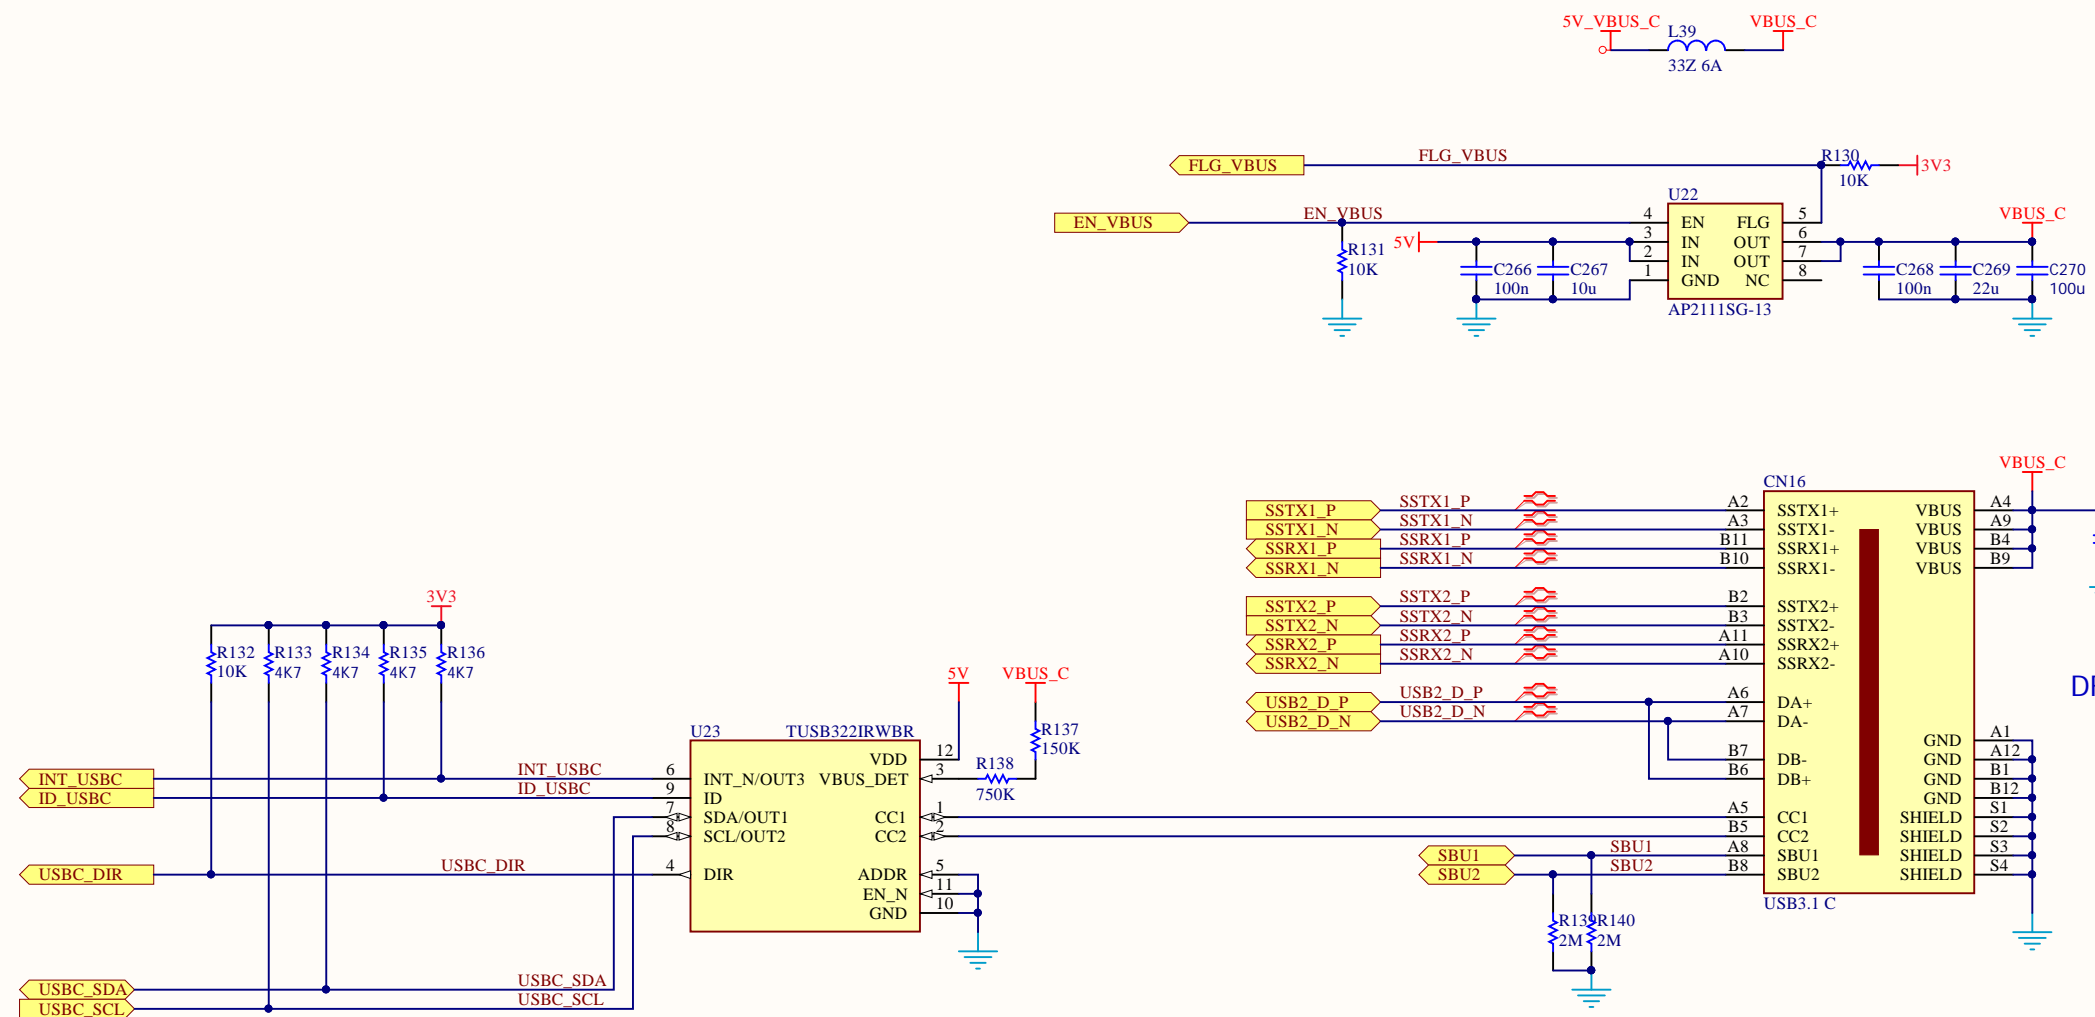 5V_VBUS_C
L39
VBUS_C
33Z 6A
FLG_VBUS
FLG_VBUS
R130
10K
3V3
U22
EN_VBUS
EN_VBUS
4
EN
FLG
5
VBUS_C
R131
10K
5V
3
IN
OUT
6
2
IN
OUT
7
1
GND
NC
8
C266
100n
C267
10u
AP2111SG-13
C268
100n
C269
22u
C270
100u
VBUS_C
CN16
SSTX1_P
SSTX1_P
A2
SSTX1+
VBUS
A4
SSTX1_N
SSTX1_N
A3
SSTX1-
VBUS
A9
SSRX1_P
SSRX1_P
B11
SSRX1+
VBUS
B4
SSRX1_N
SSRX1_N
B10
SSRX1-
VBUS
B9
SSTX2_P
SSTX2_P
B2
SSTX2+
SSTX2_N
SSTX2_N
B3
SSTX2-
SSRX2_P
SSRX2_P
A11
SSRX2+
SSRX2_N
SSRX2_N
A10
SSRX2-
USB2_D_P
USB2_D_P
A6
DA+
USB2_D_N
USB2_D_N
A7
DA-
GND
A1
B7
DB-
GND
A12
B6
DB+
GND
B1
GND
B12
A5
CC1
SHIELD
S1
B5
CC2
SHIELD
S2
SBU1
SBU1
A8
SBU1
SHIELD
S3
SBU2
SBU2
B8
SBU2
SHIELD
S4
USB3.1 C
R139
2M
R140
2M
3V3
R132
10K
R133
4K7
R134
4K7
R135
4K7
R136
4K7
5V
VBUS_C
U23
TUSB322IRWBR
R137
150K
VDD
12
INT_USBC
INT_USBC
6
INT_N/OUT3
VBUS_DET
3
R138
750K
ID_USBC
ID_USBC
9
ID
7
SDA/OUT1
CC1
1
8
SCL/OUT2
CC2
2
USBC_DIR
USBC_DIR
4
DIR
ADDR
5
EN_N
11
GND
10
USBC_SDA
USBC_SDA
USBC_SCL
USBC_SCL